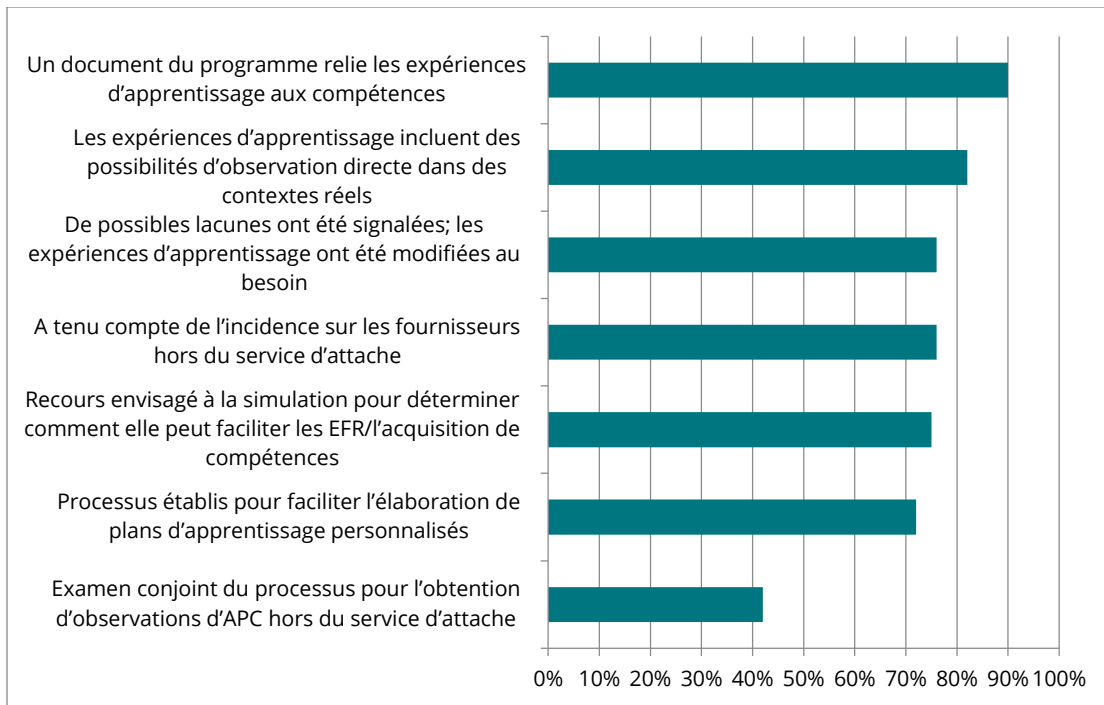 Un document du programme relie les expériences
d’apprentissage aux compétences
Les expériences d’apprentissage incluent des
possibilités d’observation directe dans des
contextes réels
De possibles lacunes ont été signalées; les
expériences d’apprentissage ont été modifiées au
besoin
A tenu compte de l’incidence sur les fournisseurs
hors du service d’attache
Recours envisagé à la simulation pour déterminer
comment elle peut faciliter les EFR/l’acquisition de
compétences
Processus établis pour faciliter l’élaboration de
plans d’apprentissage personnalisés
Examen conjoint du processus pour l’obtention
d’observations d’APC hors du service d’attache
0% 10% 20% 30% 40% 50% 60% 70% 80% 90% 100%